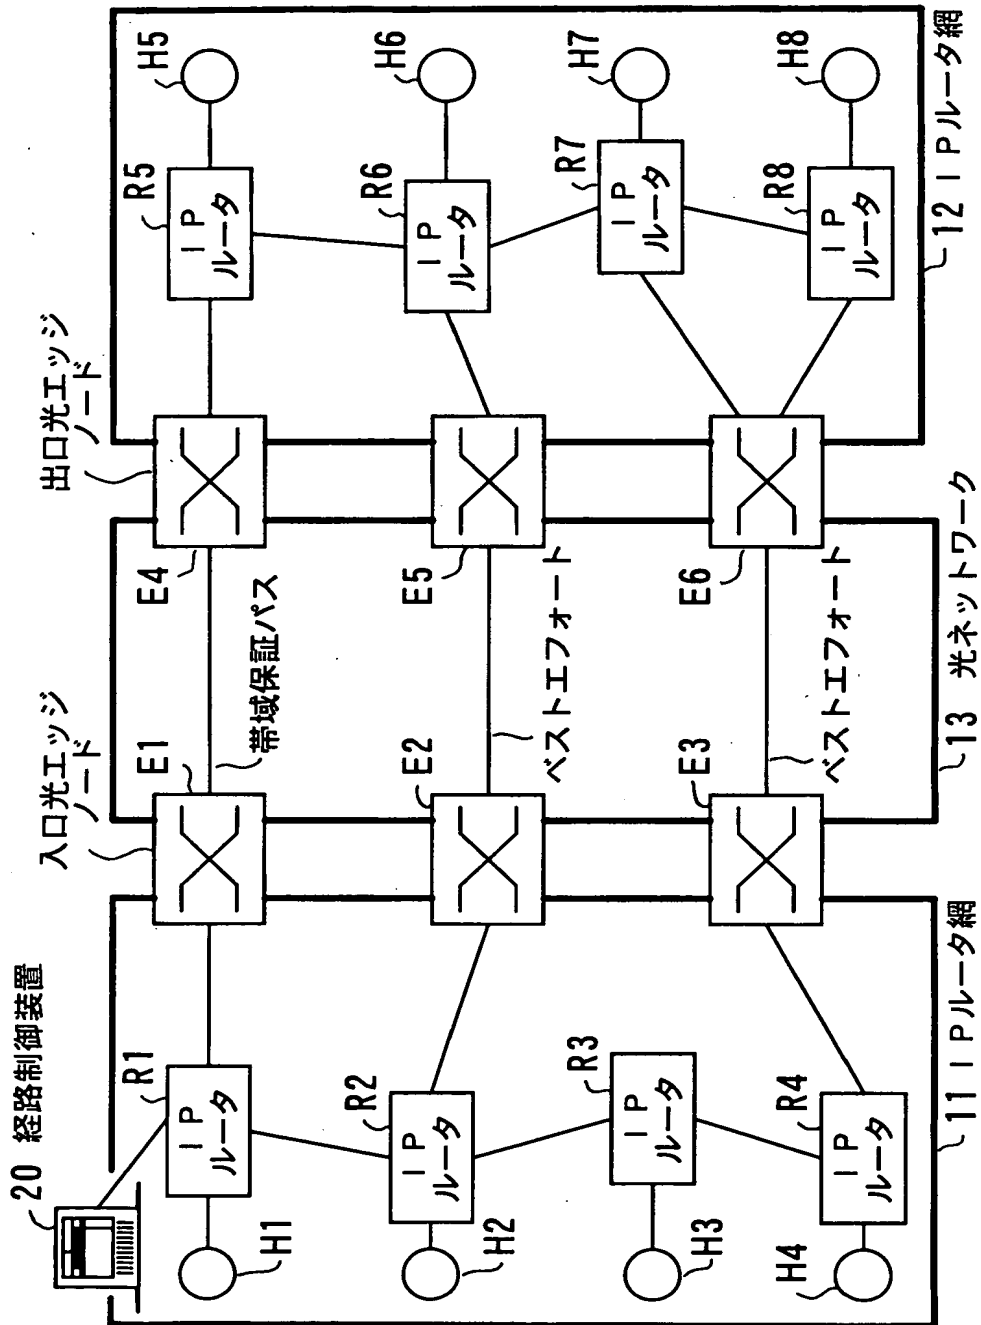 20 経路制御装置
入口光エッジ
ノード
出口光エッジ
ノード
R1
IP
ルータ
H1
E1
帯域保証パス
E4
R5
IP
ルータ
H5
R2
IP
ルータ
H2
E2
ベストエフォート
E5
R6
IP
ルータ
H6
R3
IP
ルータ
H3
R7
IP
ルータ
H7
R4
IP
ルータ
H4
E3
ベストエフォート
E6
R8
IP
ルータ
H8
11 IPルータ網
13 光ネットワーク
12 IPルータ網